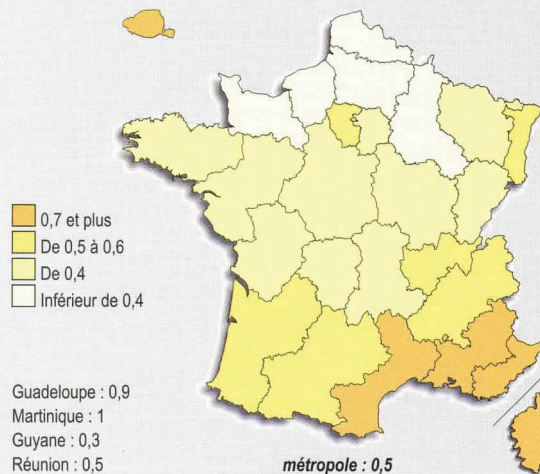 0,7 et plus
De 0,5 à 0,6
De 0,4
Inférieur de 0,4
Guadeloupe : 0,9
Martinique : 1
Guyane : 0,3
Réunion : 0,5
métropole : 0,5